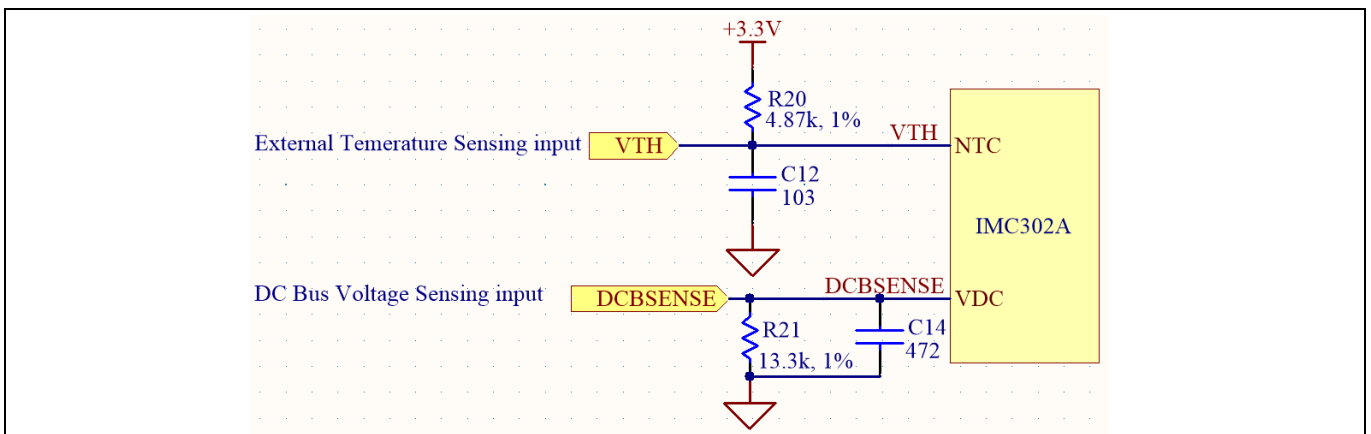 +3.3V
R20
4.87k, 1%
External Temerature Sensing input
VTH
VTH
NTC
C12
103
IMC302A
DC Bus Voltage Sensing input
DCBSENSE
DCBSENSE
VDC
R21
13.3k, 1%
C14
472